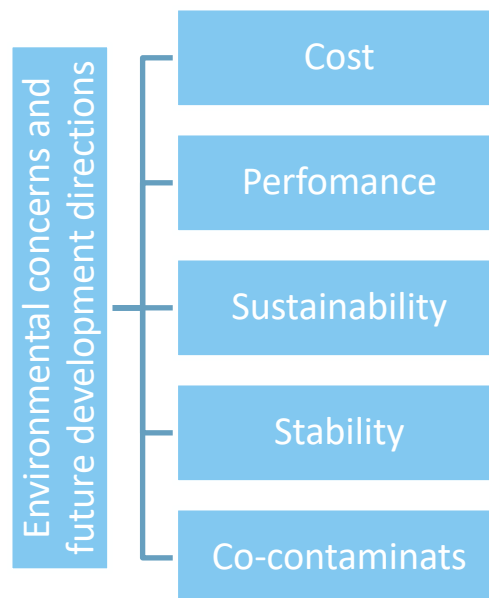 Environmental concerns and
future development directions
Cost
Perfomance
Sustainability
Stability
Co-contaminats